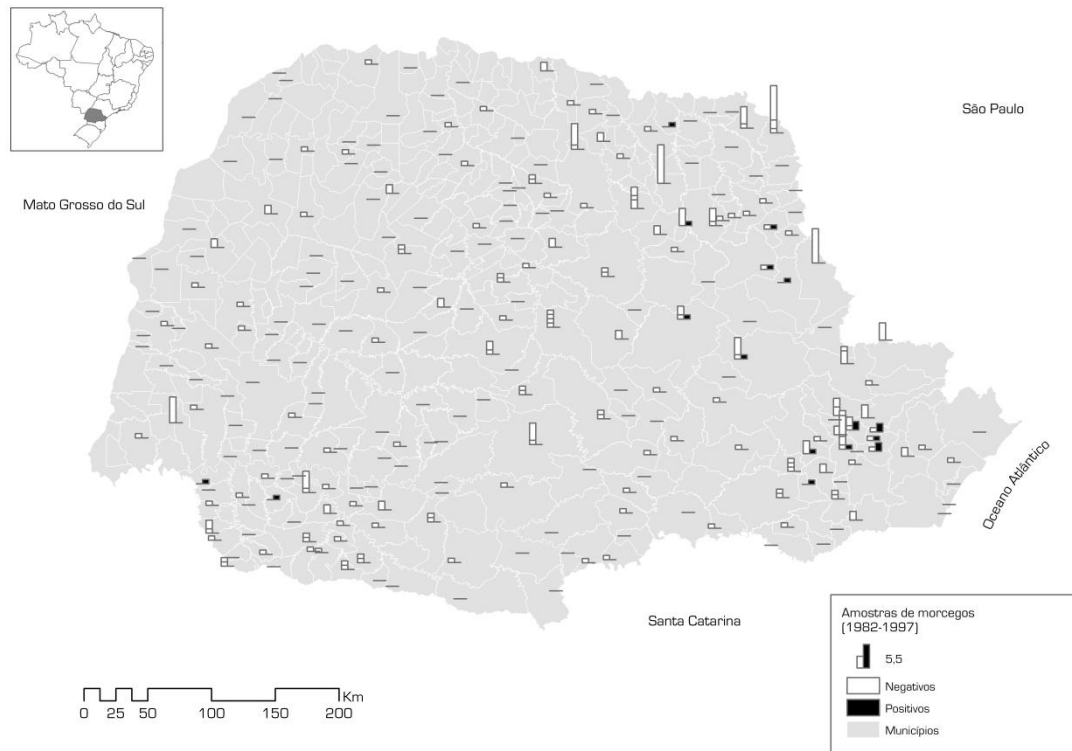 São Paulo
Mato Grosso do Sul
Oceano Atlântico
Santa Catarina
Amostras de morcegos
(1982-1997)
5,5
Negativos
Positivos
Municípios
Km
0 25 50 100 150 200